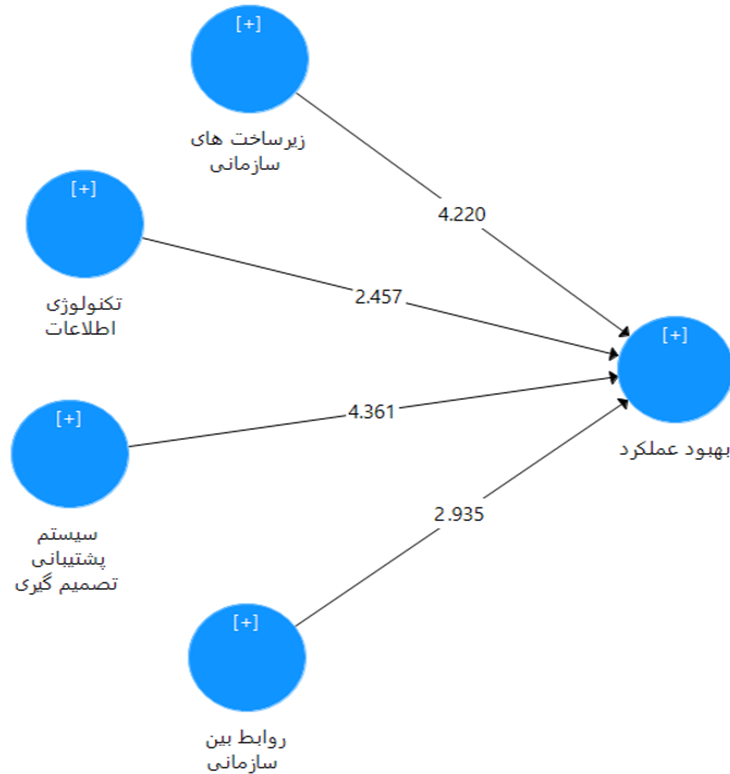 [+]
زیرساخت های
سازمانی
4.220
[+]
تکنولوژی
اطلاعات
2.457
[+]
بهبود عملکرد
[+]
سیستم
پشتیبانی
تصمیم گیری
4.361
2.935
[+]
روابط بین
سازمانی